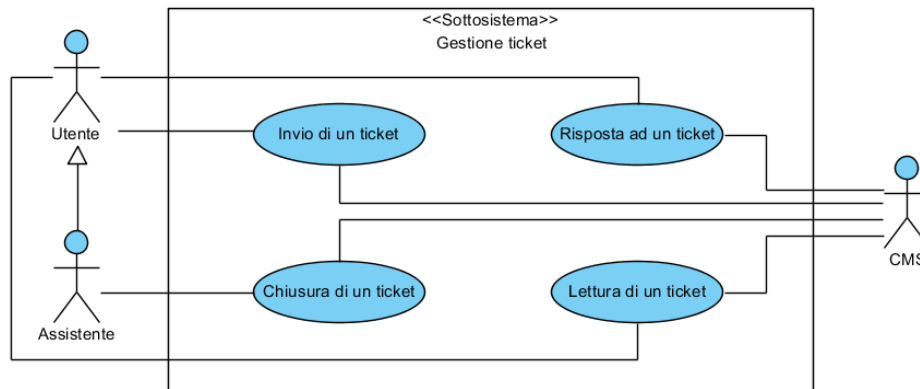 <<Sottosistema>>
Gestione ticket
Utente
Invio di un ticket
Risposta ad un ticket
CMS
Chiusura di un ticket
Lettura di un ticket
Assistente